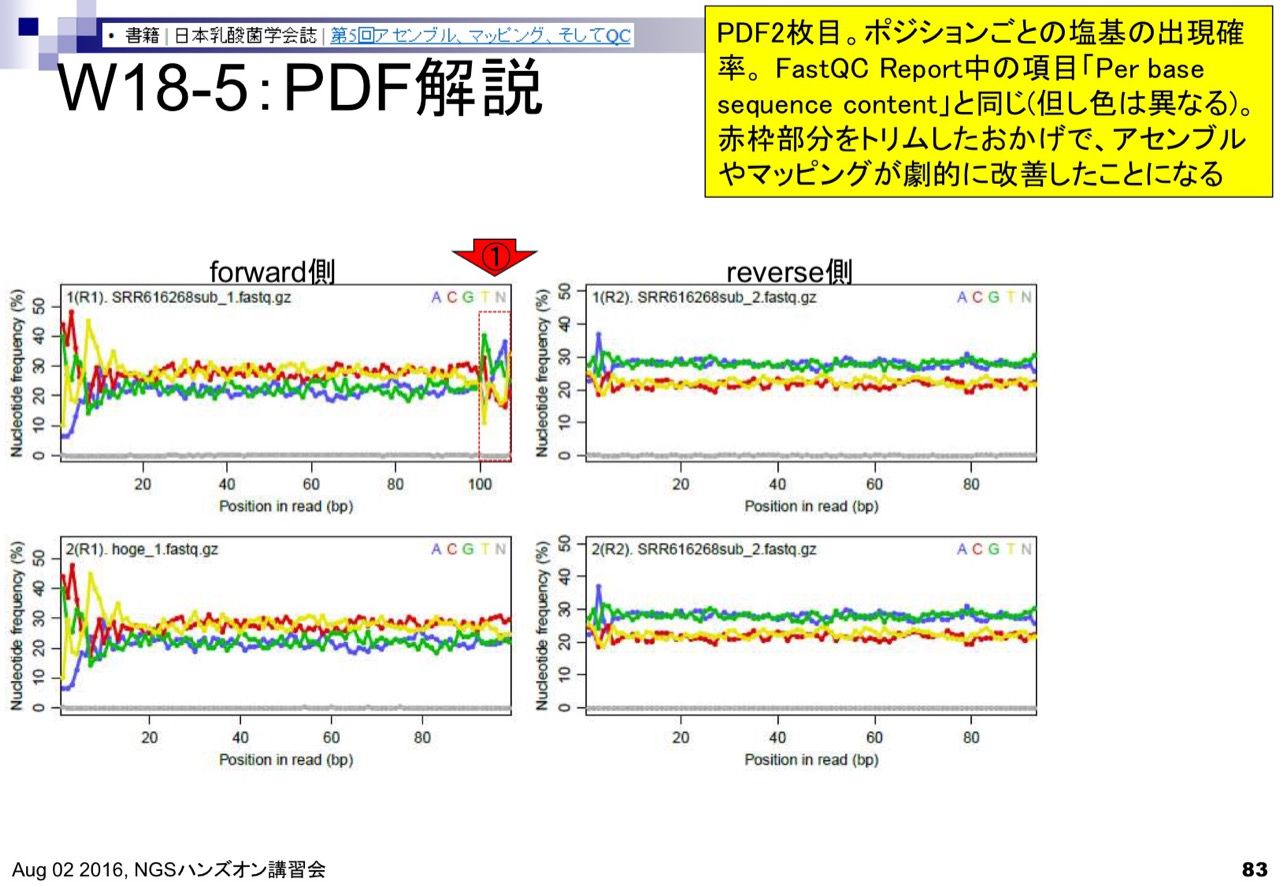 • 書籍 | 日本乳酸菌学会誌 | 第5回アセンブル、マッピング、そしてQC
W18-5：PDF解説
PDF2枚目。ポジションごとの塩基の出現確
率。FastQC Report中の項目「Per base
sequence content」と同じ(但し色は異なる)。
赤枠部分をトリムしたおかげで、アセンブル
やマッピングが劇的に改善したことになる
forward側
①
reverse側
1(R1). SRR616268sub_1.fastq.gz
A C G T N
Nucleotide frequency (%)
0 10 20 30 40 50
20 40 60 80 100
Position in read (bp)
1(R2). SRR616268sub_2.fastq.gz
A C G T N
Nucleotide frequency (%)
0 10 20 30 40 50
20 40 60 80
Position in read (bp)
2(R1). hoge_1.fastq.gz
A C G T N
Nucleotide frequency (%)
0 10 20 30 40 50
20 40 60 80
Position in read (bp)
2(R2). SRR616268sub_2.fastq.gz
A C G T N
Nucleotide frequency (%)
0 10 20 30 40 50
20 40 60 80
Position in read (bp)
Aug 02 2016, NGSハンズオン講習会
83